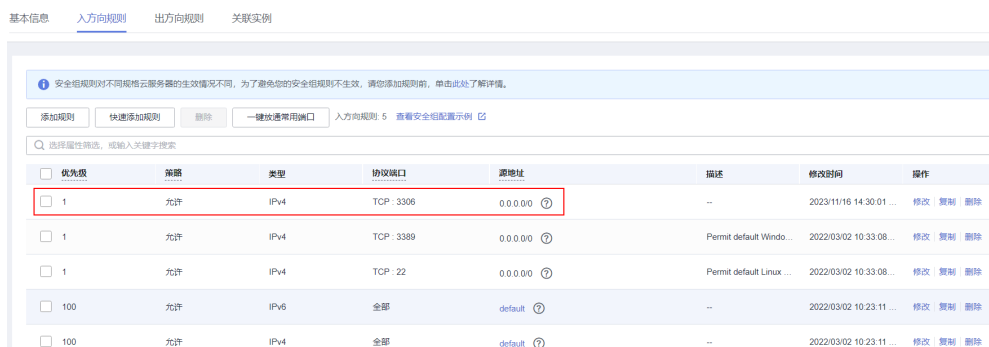 基本信息 入方向规则 出方向规则 关联实例
安全组规则对不同规格云服务器的生效情况不同，为了避免您的安全组规则不生效，请您添加规则前，单击此处了解详情。
添加规则 快速添加规则 删除 一键放通常用端口 入方向规则: 5 查看安全组配置示例
选择属性筛选，或输入关键字搜索
优先级 策略 类型 协议端口 源地址 描述 修改时间 操作
1 允许 IPv4 TCP : 3306 0.0.0.0/0 -- 2023/11/16 14:30:01 ... 修改 复制 删除
1 允许 IPv4 TCP : 3389 0.0.0.0/0 Permit default Windo... 2022/03/02 10:33:08... 修改 复制 删除
1 允许 IPv4 TCP : 22 0.0.0.0/0 Permit default Linux ... 2022/03/02 10:33:08... 修改 复制 删除
100 允许 IPv6 全部 default -- 2022/03/02 10:23:11 ... 修改 复制 删除
100 允许 IPv4 全部 default -- 2022/03/02 10:23:11 ... 修改 复制 删除